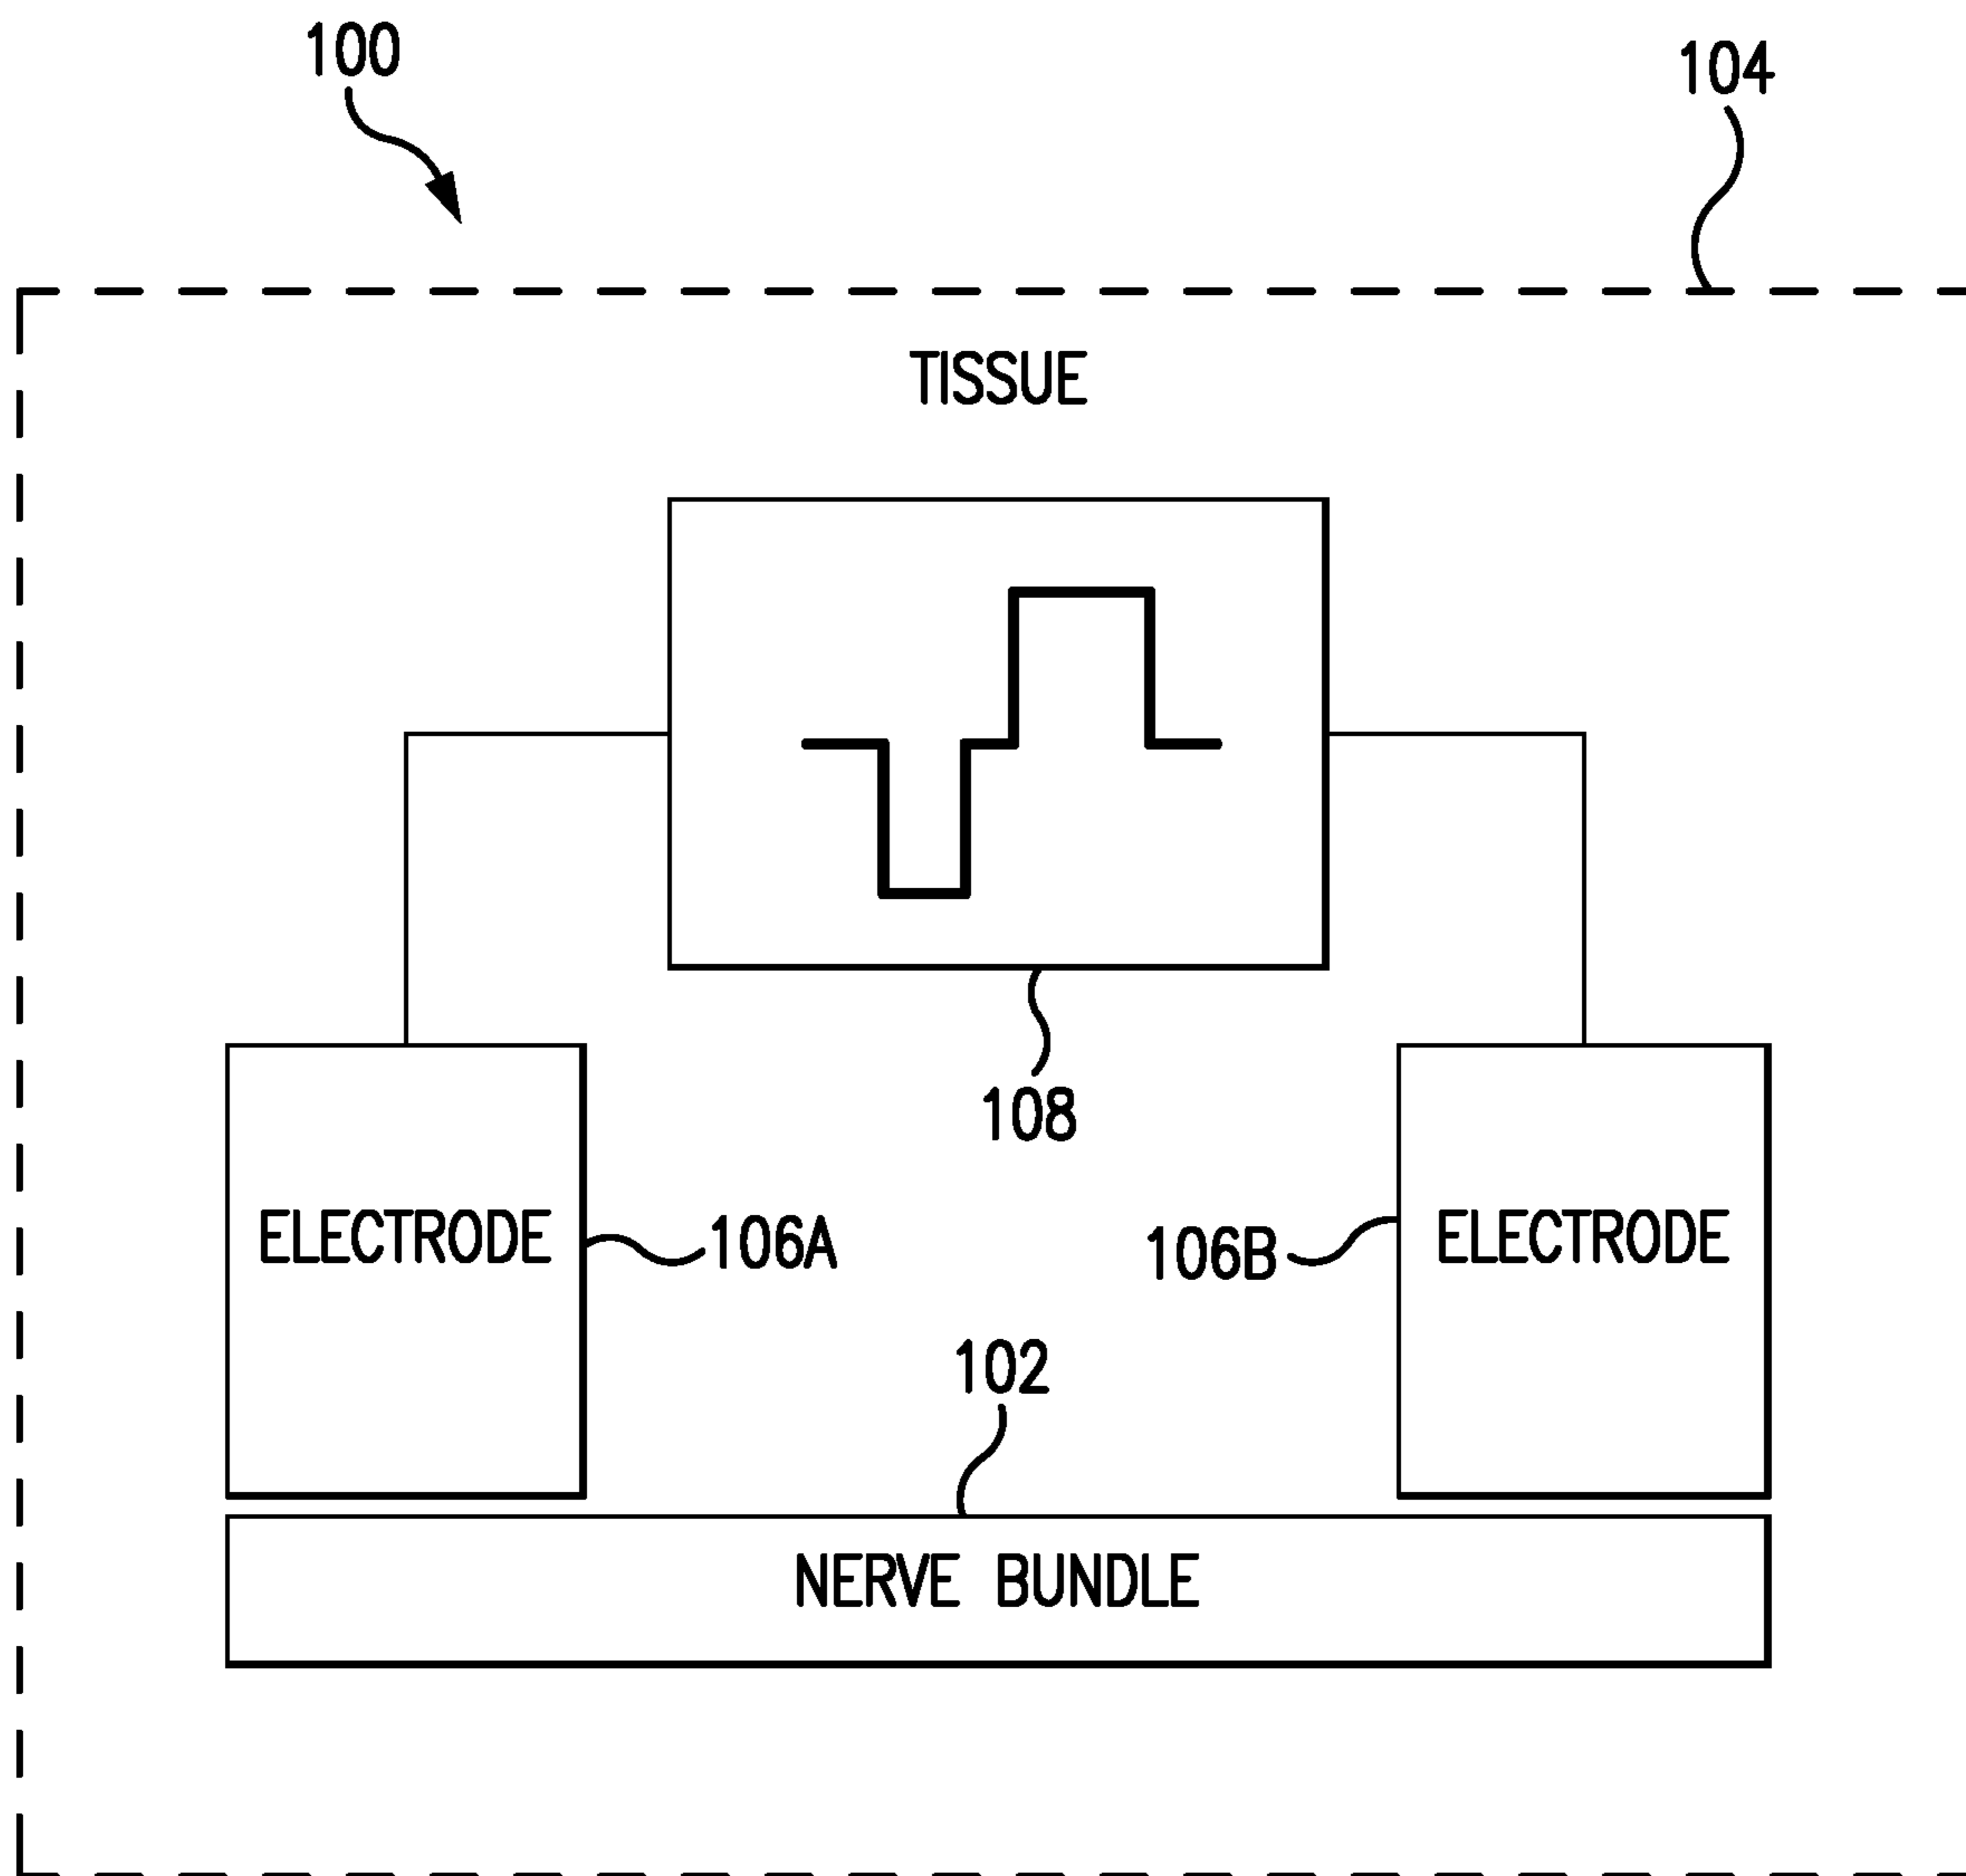 100
104
TISSUE
108
ELECTRODE
106A
106B
ELECTRODE
102
NERVE BUNDLE